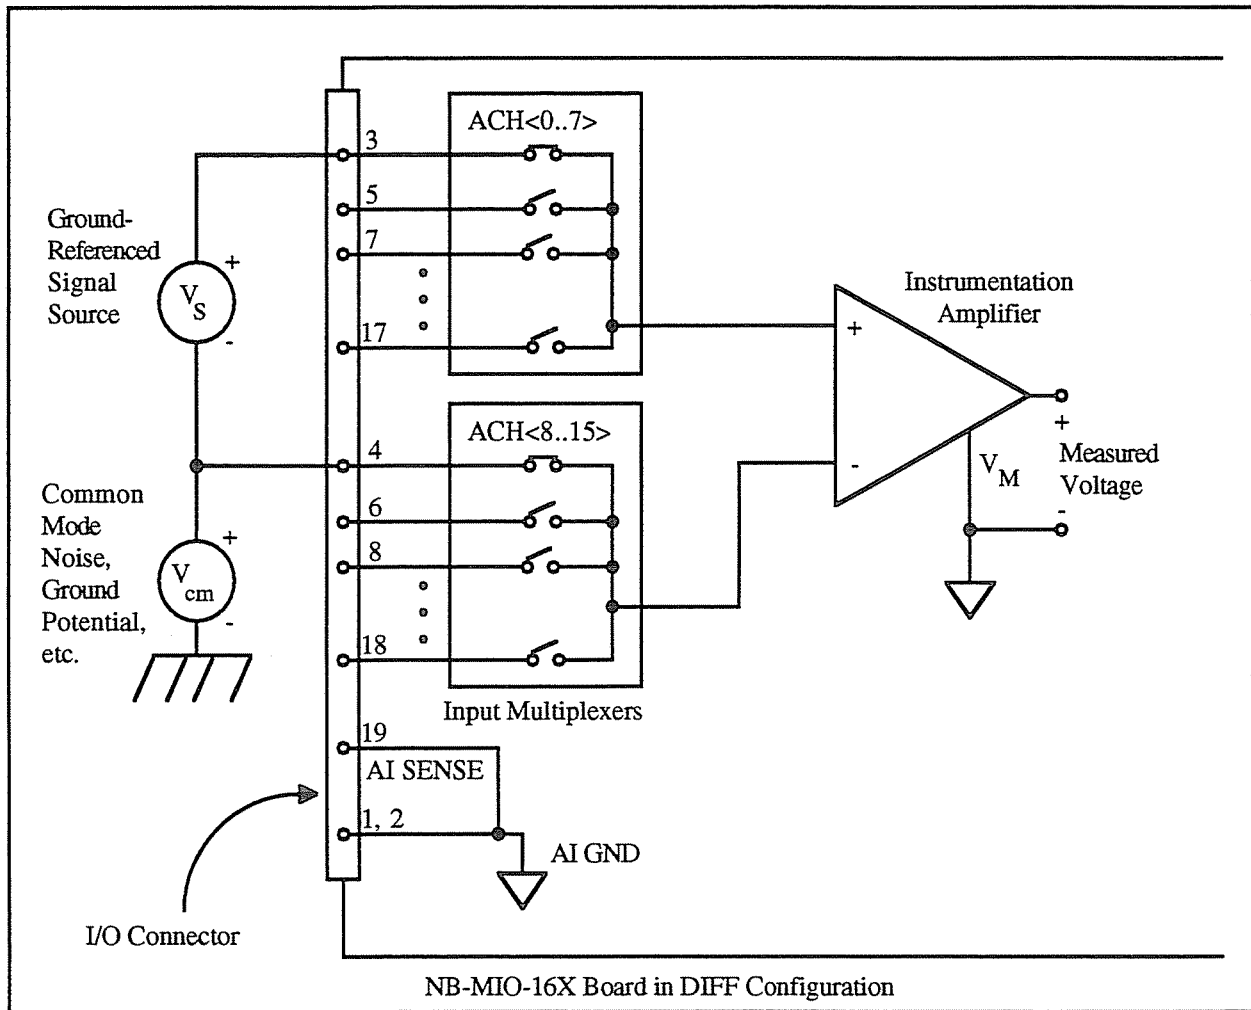 ACH<0..7>
3
5
7
17
Ground-
Referenced
Signal
Source
+
V
S
-
Instrumentation
Amplifier
+
-
+
Measured
Voltage
-
V
M
ACH<8..15>
4
6
8
18
Common
Mode
Noise,
Ground
Potential,
etc.
+
V
cm
-
Input Multiplexers
19
AI SENSE
1, 2
AI GND
I/O Connector
NB-MIO-16X Board in DIFF Configuration